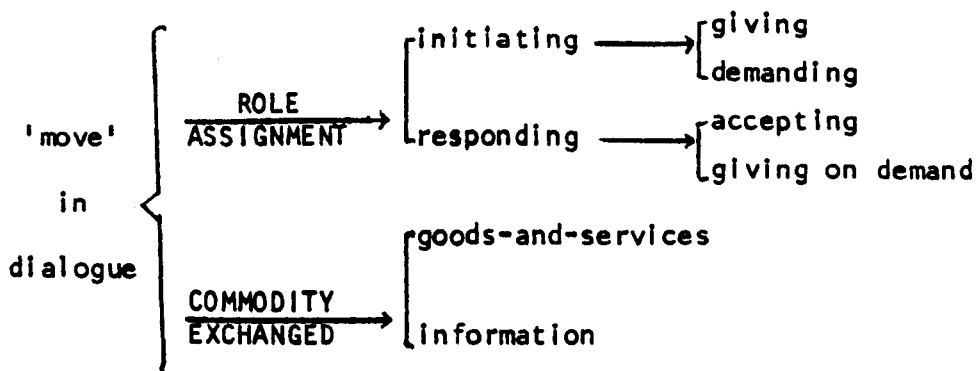 'move'
in
dialogue
ROLE
ASSIGNMENT
initiating
giving
demanding
responding
accepting
giving on demand
COMMODITY
EXCHANGED
goods-and-services
information